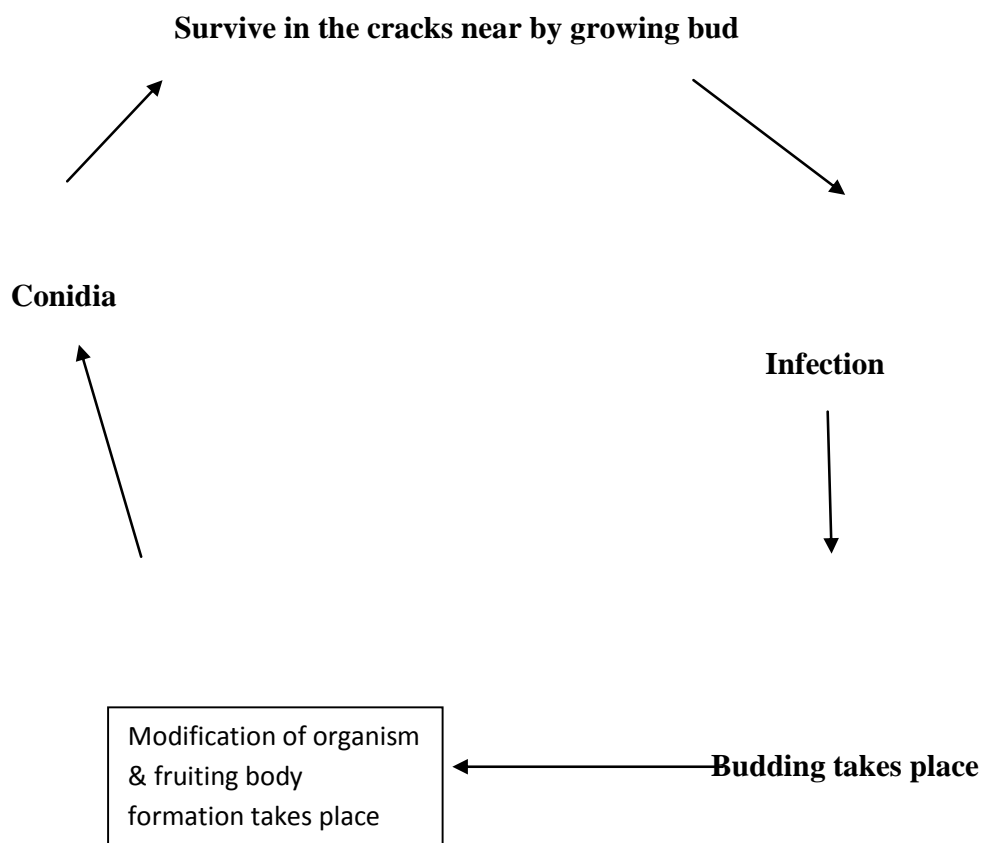 Survive in the cracks near by growing bud
Conidia
Infection
Modification of organism
& fruiting body
formation takes place
Budding takes place